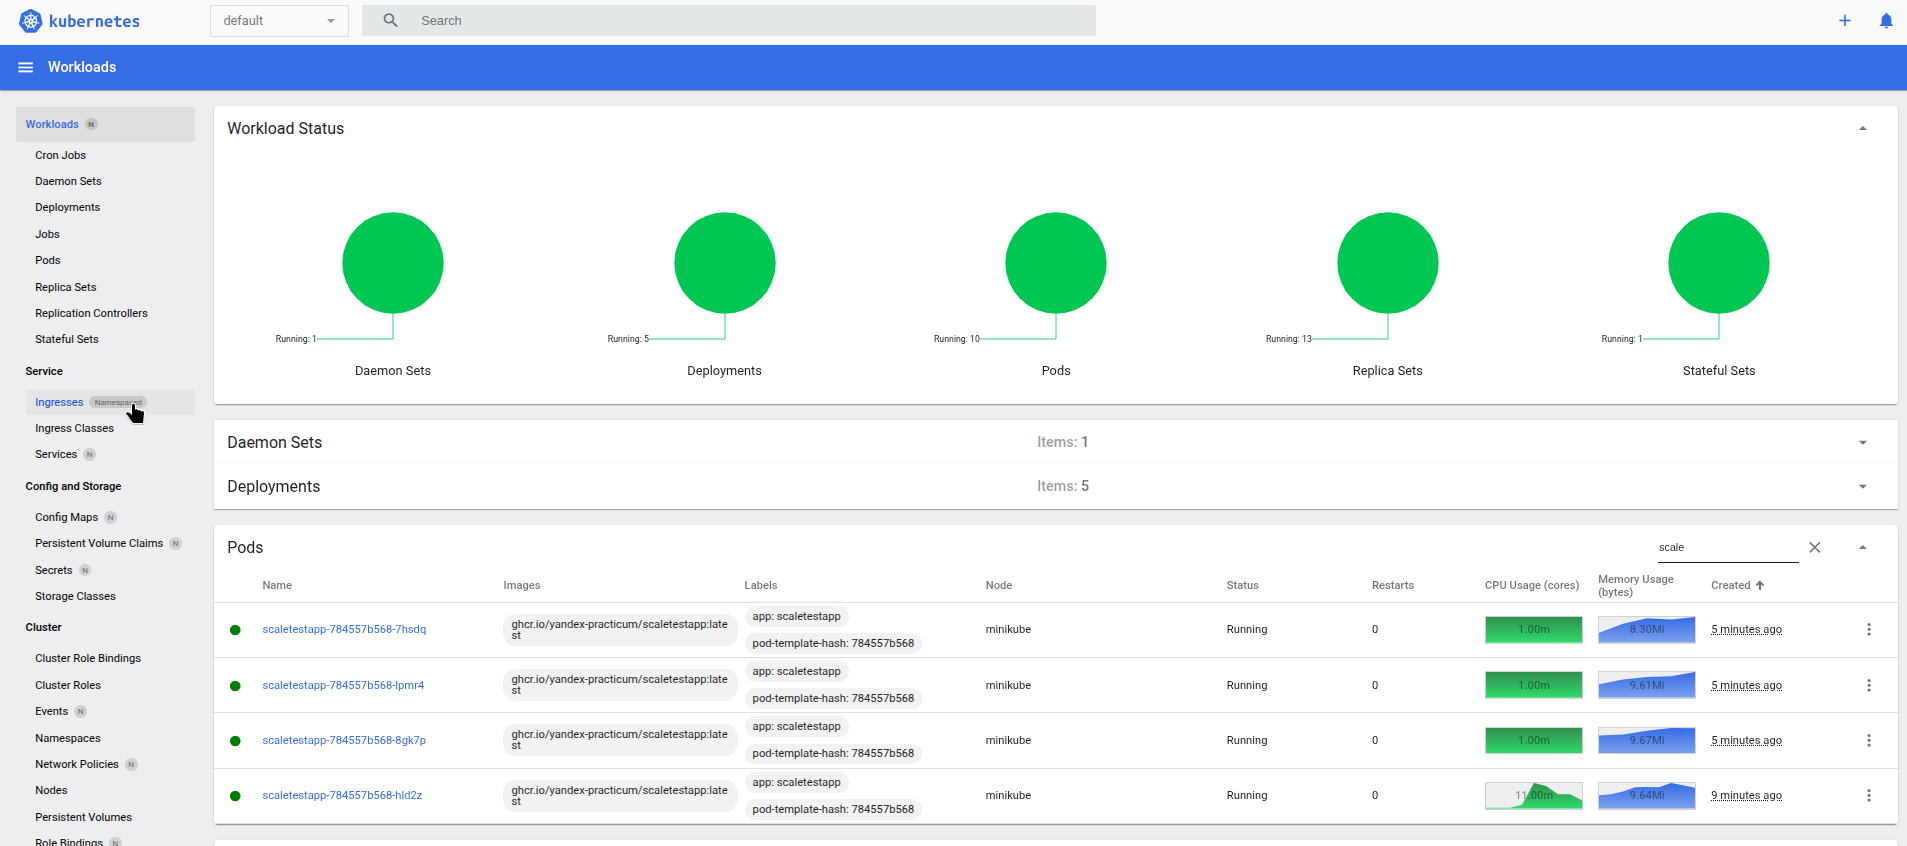 kubernetes
default
Search
Workloads
Workloads N
Cron Jobs
Daemon Sets
Deployments
Jobs
Pods
Replica Sets
Replication Controllers
Stateful Sets
Service
Ingresses Namespaced
Ingress Classes
Services N
Config and Storage
Config Maps N
Persistent Volume Claims N
Secrets N
Storage Classes
Cluster
Cluster Role Bindings
Cluster Roles
Events N
Namespaces
Network Policies N
Nodes
Persistent Volumes
Role Bindings N
Workload Status
Running: 1
Daemon Sets
Running: 5
Deployments
Running: 10
Pods
Running: 13
Replica Sets
Running: 1
Stateful Sets
Daemon Sets Items: 1
Deployments Items: 5
Pods scale
Name Images Labels Node Status Restarts CPU Usage (cores) Memory Usage (bytes) Created
scaletestapp-784557b568-7hsdq
ghcr.io/yandex-practicum/scaletestapp:late
st
app: scaletestapp
pod-template-hash: 784557b568
minikube Running 0 1.00m 8.30Mi 5 minutes ago
scaletestapp-784557b568-lpmr4
ghcr.io/yandex-practicum/scaletestapp:late
st
app: scaletestapp
pod-template-hash: 784557b568
minikube Running 0 1.00m 9.61Mi 5 minutes ago
scaletestapp-784557b568-8gk7p
ghcr.io/yandex-practicum/scaletestapp:late
st
app: scaletestapp
pod-template-hash: 784557b568
minikube Running 0 1.00m 9.67Mi 5 minutes ago
scaletestapp-784557b568-hld2z
ghcr.io/yandex-practicum/scaletestapp:late
st
app: scaletestapp
pod-template-hash: 784557b568
minikube Running 0 11.00m 9.64Mi 9 minutes ago